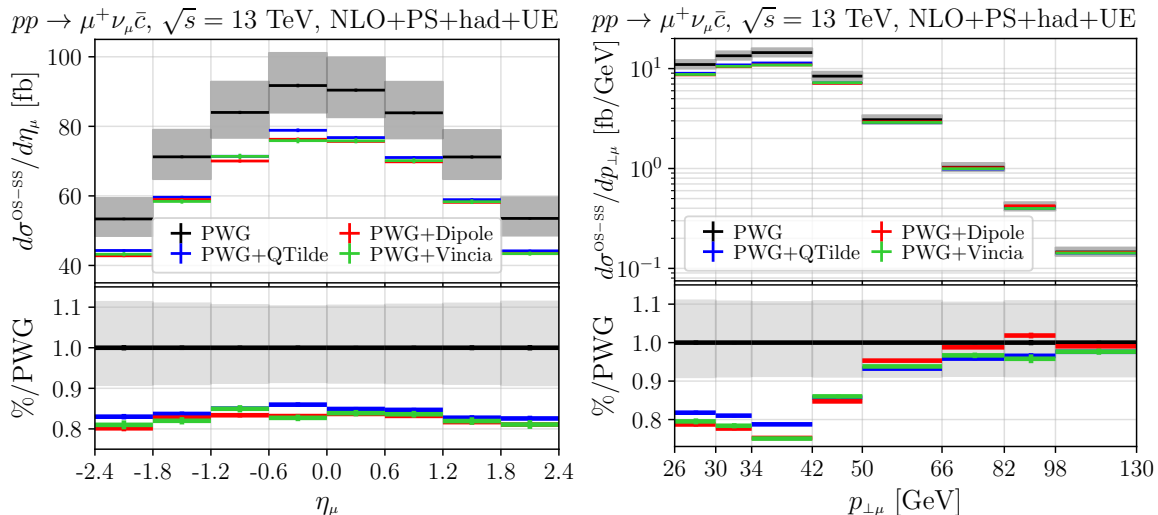 pp → μ⁺ν_μc̄, √s = 13 TeV, NLO+PS+had+UE
dσ^{OS−SS}/dη_μ [fb]
100
80
60
40
PWG
PWG+QTilde
PWG+Dipole
PWG+Vincia
%/PWG
1.1
1.0
0.9
0.8
-2.4 -1.8 -1.2 -0.6 0.0 0.6 1.2 1.8 2.4
η_μ
pp → μ⁺ν_μc̄, √s = 13 TeV, NLO+PS+had+UE
dσ^{OS−SS}/dp_{⊥μ} [fb/GeV]
10¹
10⁰
10⁻¹
PWG
PWG+QTilde
PWG+Dipole
PWG+Vincia
%/PWG
1.1
1.0
0.9
0.8
26 30 34 42 50 66 82 98 130
p_{⊥μ} [GeV]